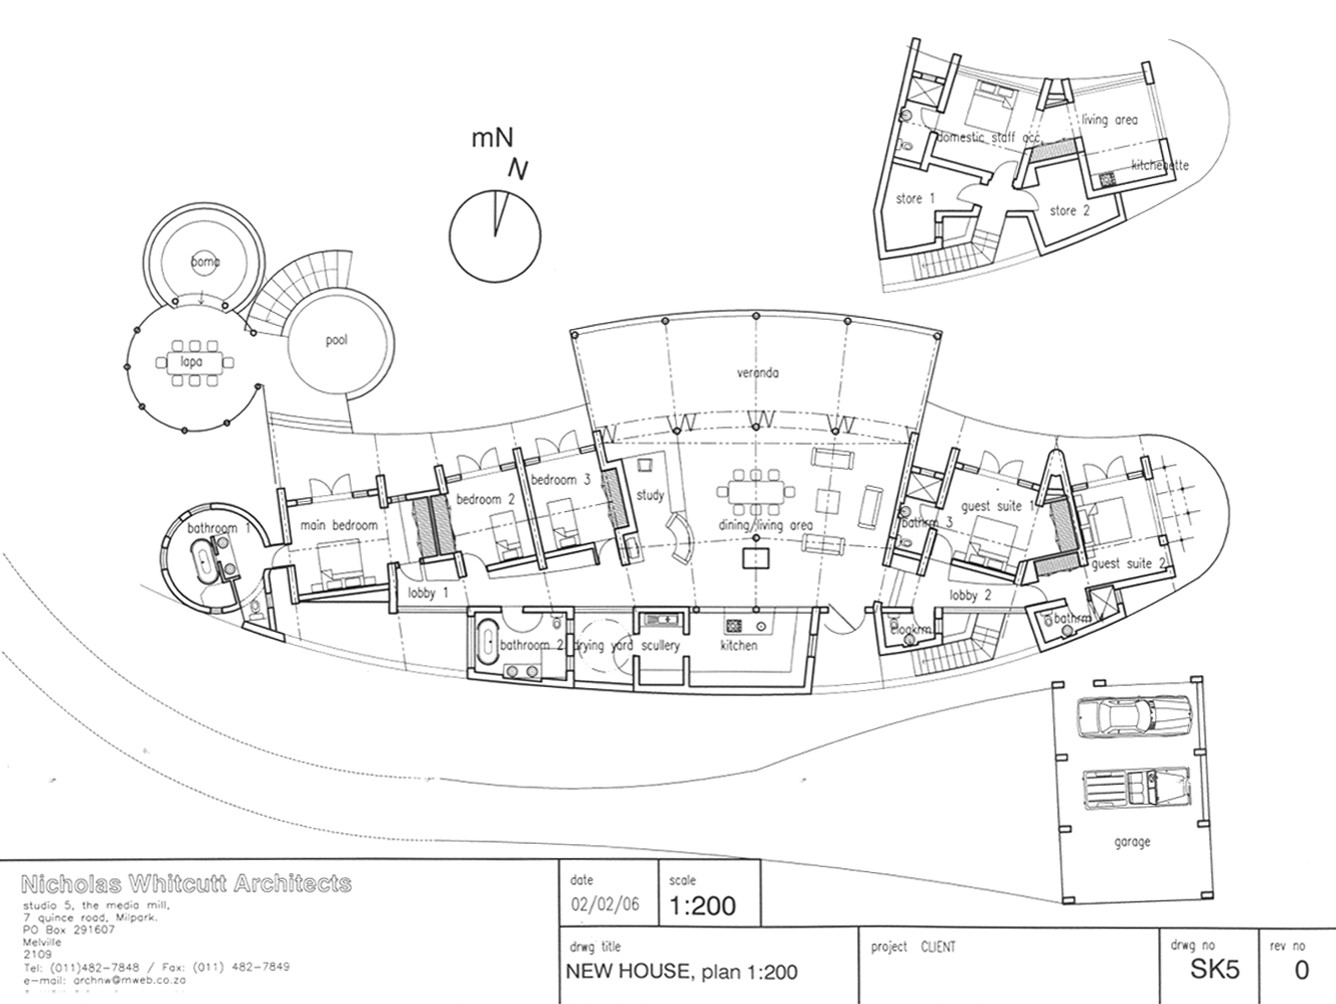 mN
N
domestic staff acc.
living area
kitchenette
store 1
store 2
boma
lapa
pool
veranda
bathroom 1
main bedroom
bedroom 2
bedroom 3
study
dining/living area
bathrm 3
guest suite 1
guest suite 2
lobby 1
lobby 2
bathroom 2
drying yard
scullery
kitchen
cloakrm
bathrm
garage
Nicholas Whitcutt Architects
studio 5, the media mill,
7 quince road, Milpark.
PO Box 291607
Melville
2109
Tel: (011)482-7848 / Fax: (011) 482-7849
e-mail: archnw@mweb.co.za
date
02/02/06
scale
1:200
drwg title
NEW HOUSE, plan 1:200
project CLIENT
drwg no
SK5
rev no
0